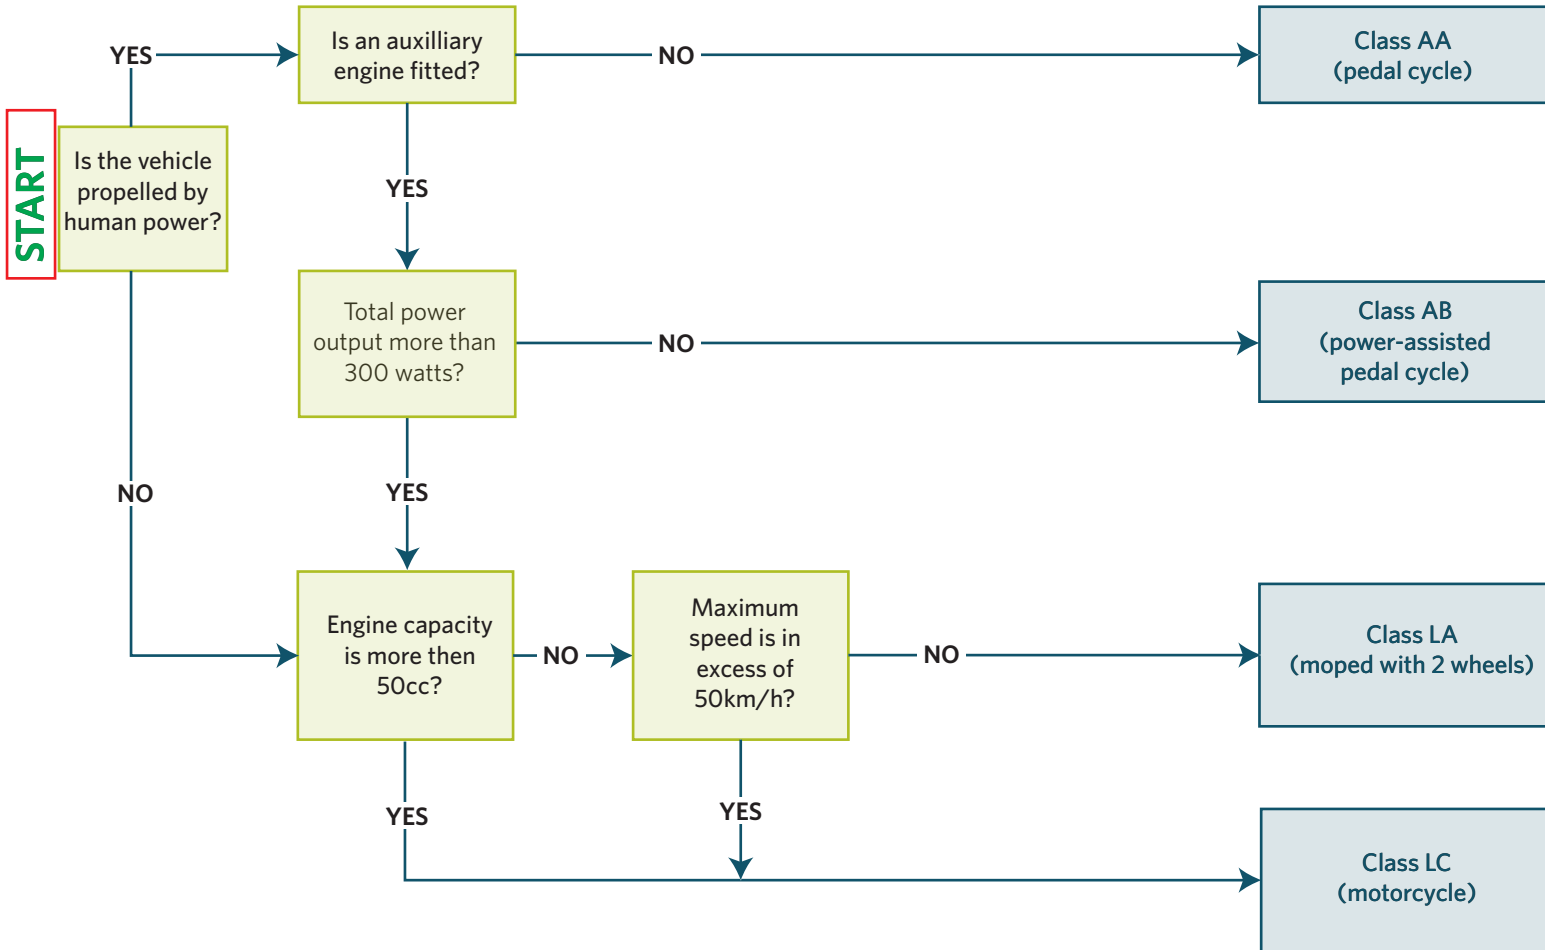 START
Is the vehicle
propelled by
human power?
YES
Is an auxilliary
engine fitted?
NO
Class AA
(pedal cycle)
YES
Total power
output more than
300 watts?
NO
Class AB
(power-assisted
pedal cycle)
NO
YES
Engine capacity
is more then
50cc?
NO
Maximum
speed is in
excess of
50km/h?
NO
Class LA
(moped with 2 wheels)
YES
YES
Class LC
(motorcycle)